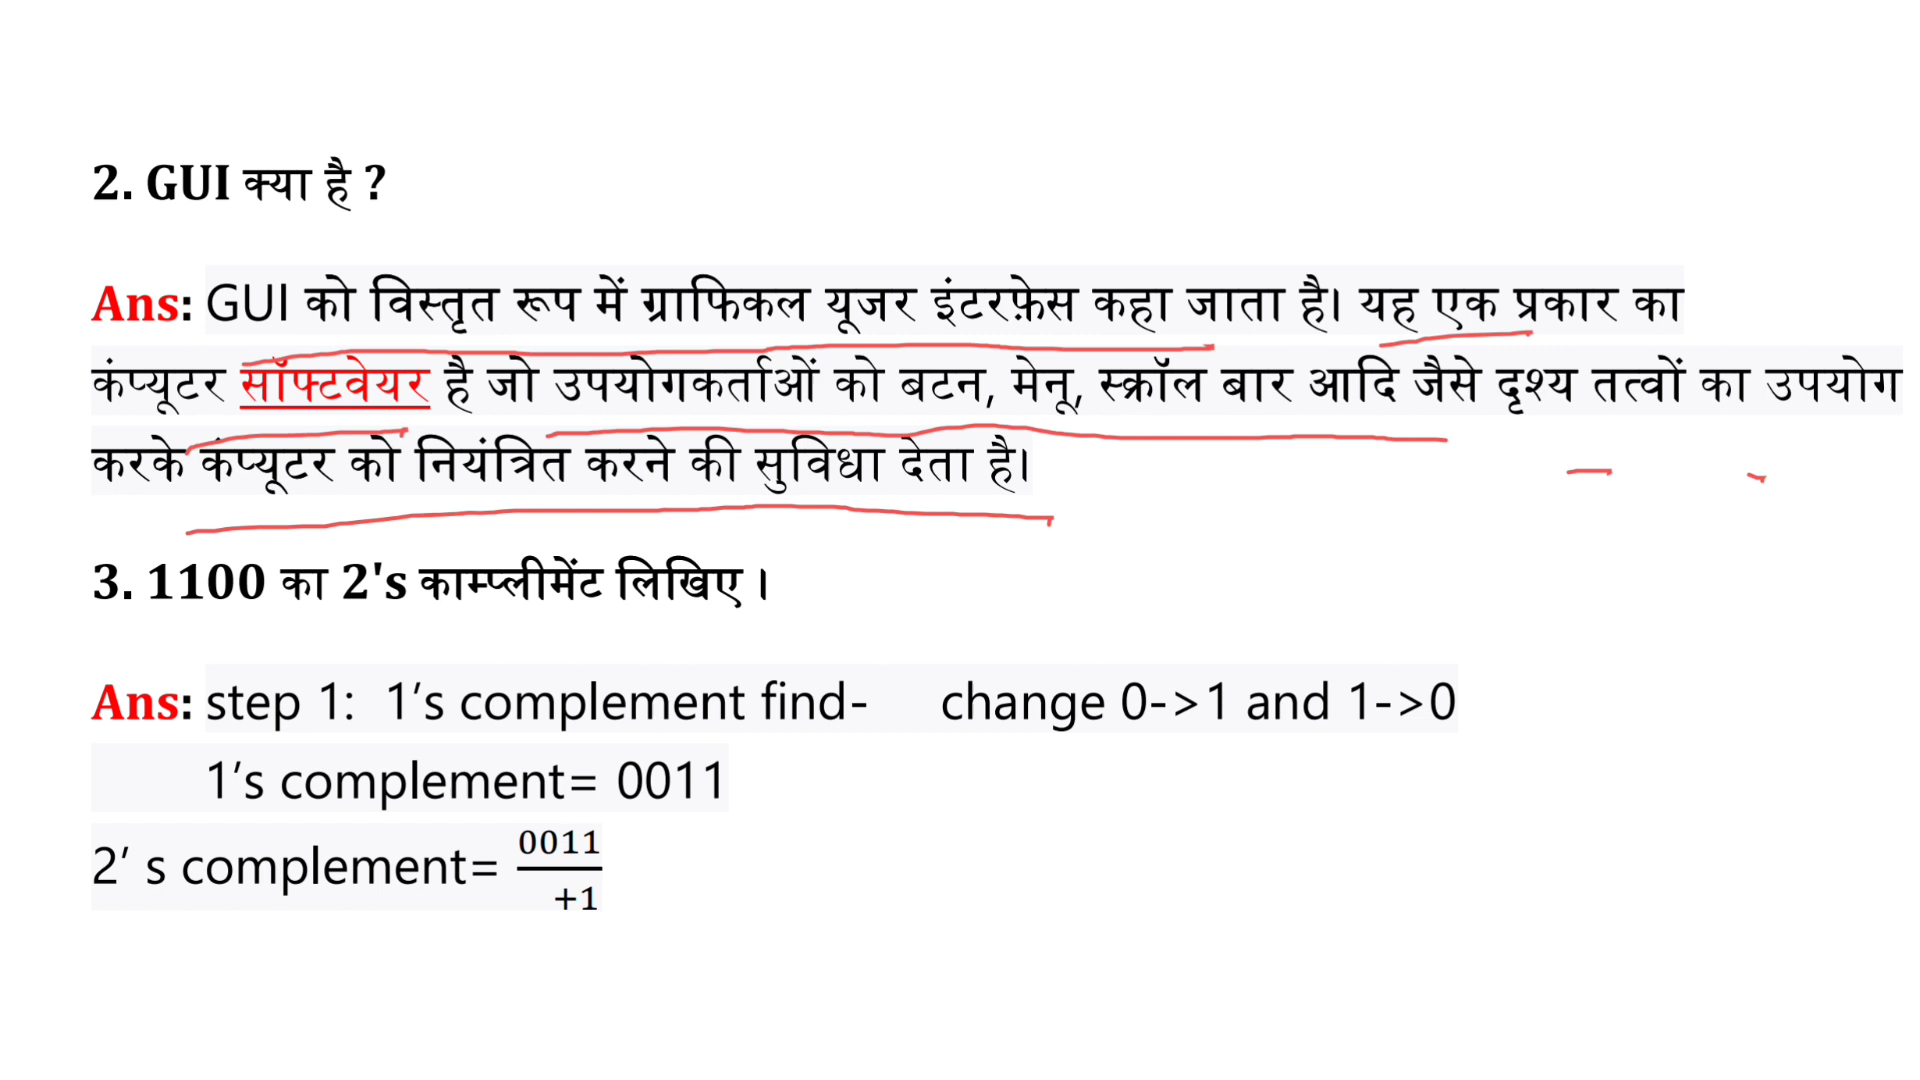 2. GUI क्या है ?
Ans: GUI को विस्तृत रूप में ग्राफिकल यूजर इंटरफ़ेस कहा जाता है। यह एक प्रकार का
कंप्यूटर सॉफ्टवेयर है जो उपयोगकर्ताओं को बटन, मेनू, स्क्रॉल बार आदि जैसे दृश्य तत्वों का उपयोग
करके कंप्यूटर को नियंत्रित करने की सुविधा देता है।
3. 1100 का 2's काम्प्लीमेंट लिखिए ।
Ans: step 1: 1’s complement find- change 0->1 and 1->0
1’s complement= 0011
2’ s complement= 0011
+1